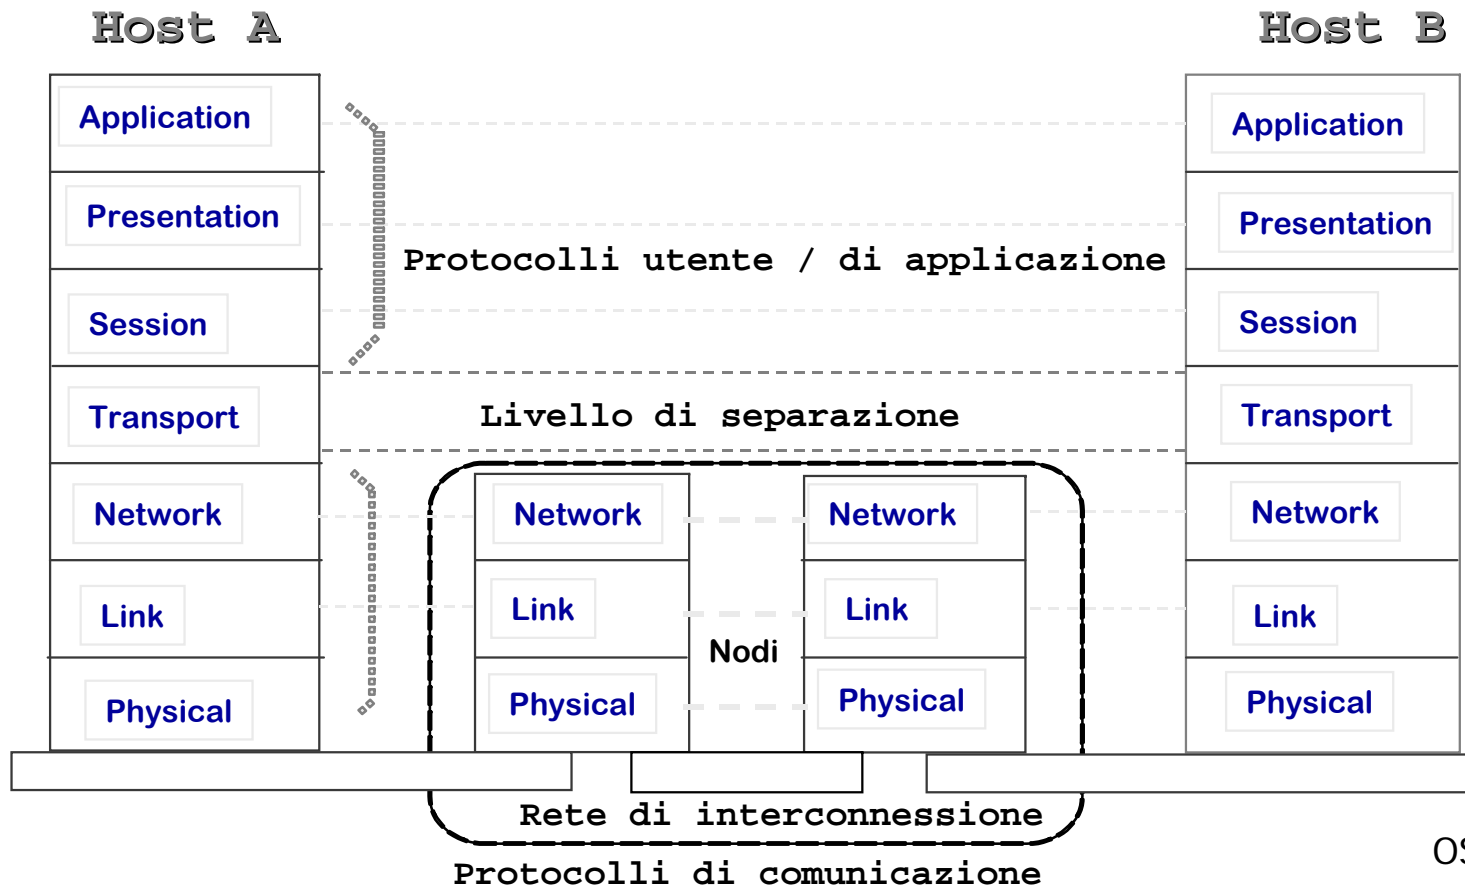 Host A
Host B
Application
Application
Presentation
Presentation
Protocolli utente / di applicazione
Session
Session
Transport
Livello di separazione
Transport
Network
Network
Network
Network
Link
Link
Link
Link
Nodi
Physical
Physical
Physical
Physical
Rete di interconnessione
Protocolli di comunicazione